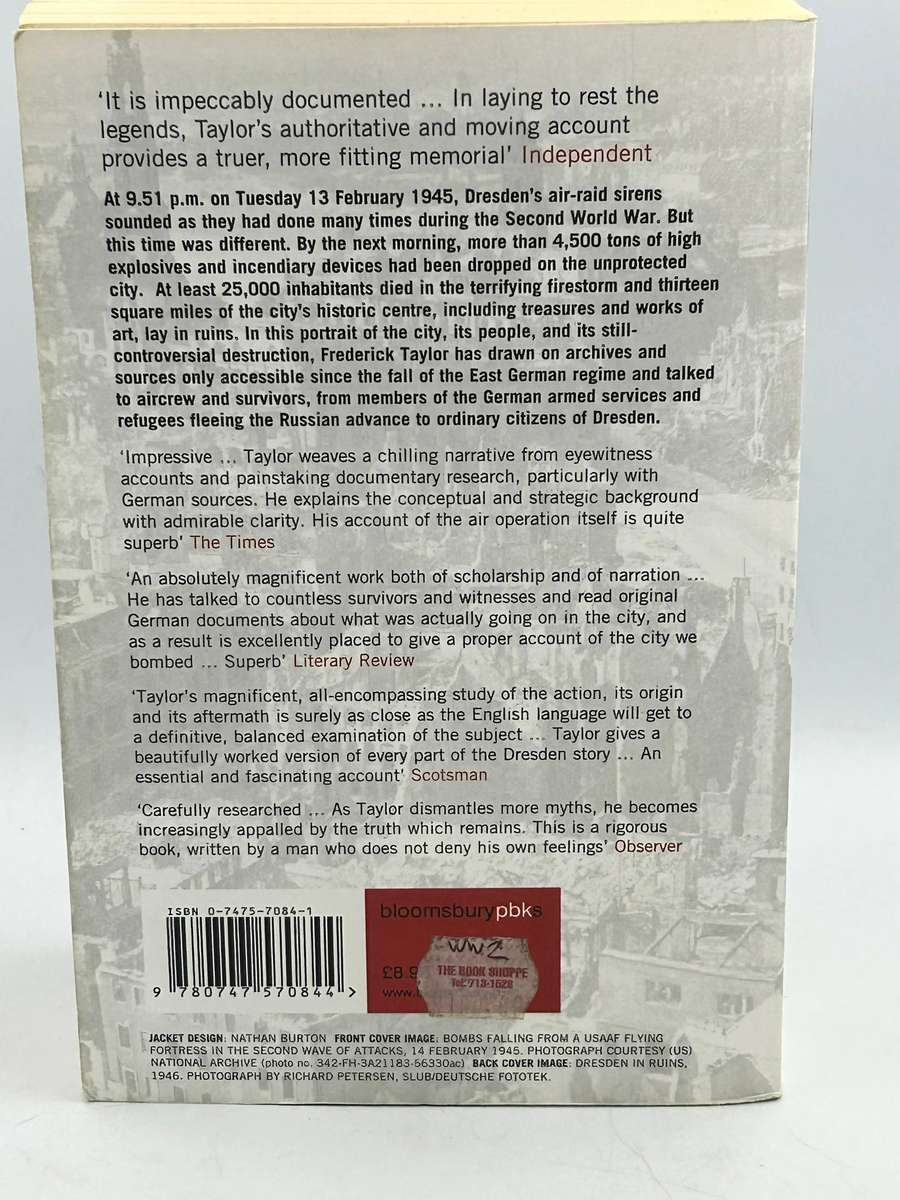 ‘It is impeccably documented ... In laying to rest the
legends, Taylor’s authoritative and moving account
provides a truer, more fitting memorial’ Independent
At 9.51 p.m. on Tuesday 13 February 1945, Dresden’s air-raid sirens
sounded as they had done many times during the Second World War. But
this time was different. By the next morning, more than 4,500 tons of high
explosives and incendiary devices had been dropped on the unprotected
city. At least 25,000 inhabitants died in the terrifying firestorm and thirteen
square miles of the city’s historic centre, including treasures and works of
art, lay in ruins. In this portrait of the city, its people, and its still-
controversial destruction, Frederick Taylor has drawn on archives and
sources only accessible since the fall of the East German regime and talked
to aircrew and survivors, from members of the German armed services and
refugees fleeing the Russian advance to ordinary citizens of Dresden.
‘Impressive ... Taylor weaves a chilling narrative from eyewitness
accounts and painstaking documentary research, particularly with
German sources. He explains the conceptual and strategic background
with admirable clarity. His account of the air operation itself is quite
superb’ The Times
‘An absolutely magnificent work both of scholarship and of narration ...
He has talked to countless survivors and witnesses and read original
German documents about what was actually going on in the city, and
as a result is excellently placed to give a proper account of the city we
bombed ... Superb’ Literary Review
‘Taylor’s magnificent, all-encompassing study of the action, its origin
and its aftermath is surely as close as the English language will get to
a definitive, balanced examination of the subject ... Taylor gives a
beautifully worked version of every part of the Dresden story ... An
essential and fascinating account’ Scotsman
‘Carefully researched ... As Taylor dismantles more myths, he becomes
increasingly appalled by the truth which remains. This is a rigorous
book, written by a man who does not deny his own feelings’ Observer
ISBN 0-7475-7084-1
9 780747 570844 >
bloomsburypbks
WW2
£8.9
THE BOOK SHOPPE
Tel: 713-1628
www.
JACKET DESIGN: NATHAN BURTON FRONT COVER IMAGE: BOMBS FALLING FROM A USAAF FLYING
FORTRESS IN THE SECOND WAVE OF ATTACKS, 14 FEBRUARY 1945. PHOTOGRAPH COURTESY (US)
NATIONAL ARCHIVE (photo no. 342-FH-3A21183-56330ac) BACK COVER IMAGE: DRESDEN IN RUINS,
1946. PHOTOGRAPH BY RICHARD PETERSEN, SLUB/DEUTSCHE FOTOTEK.